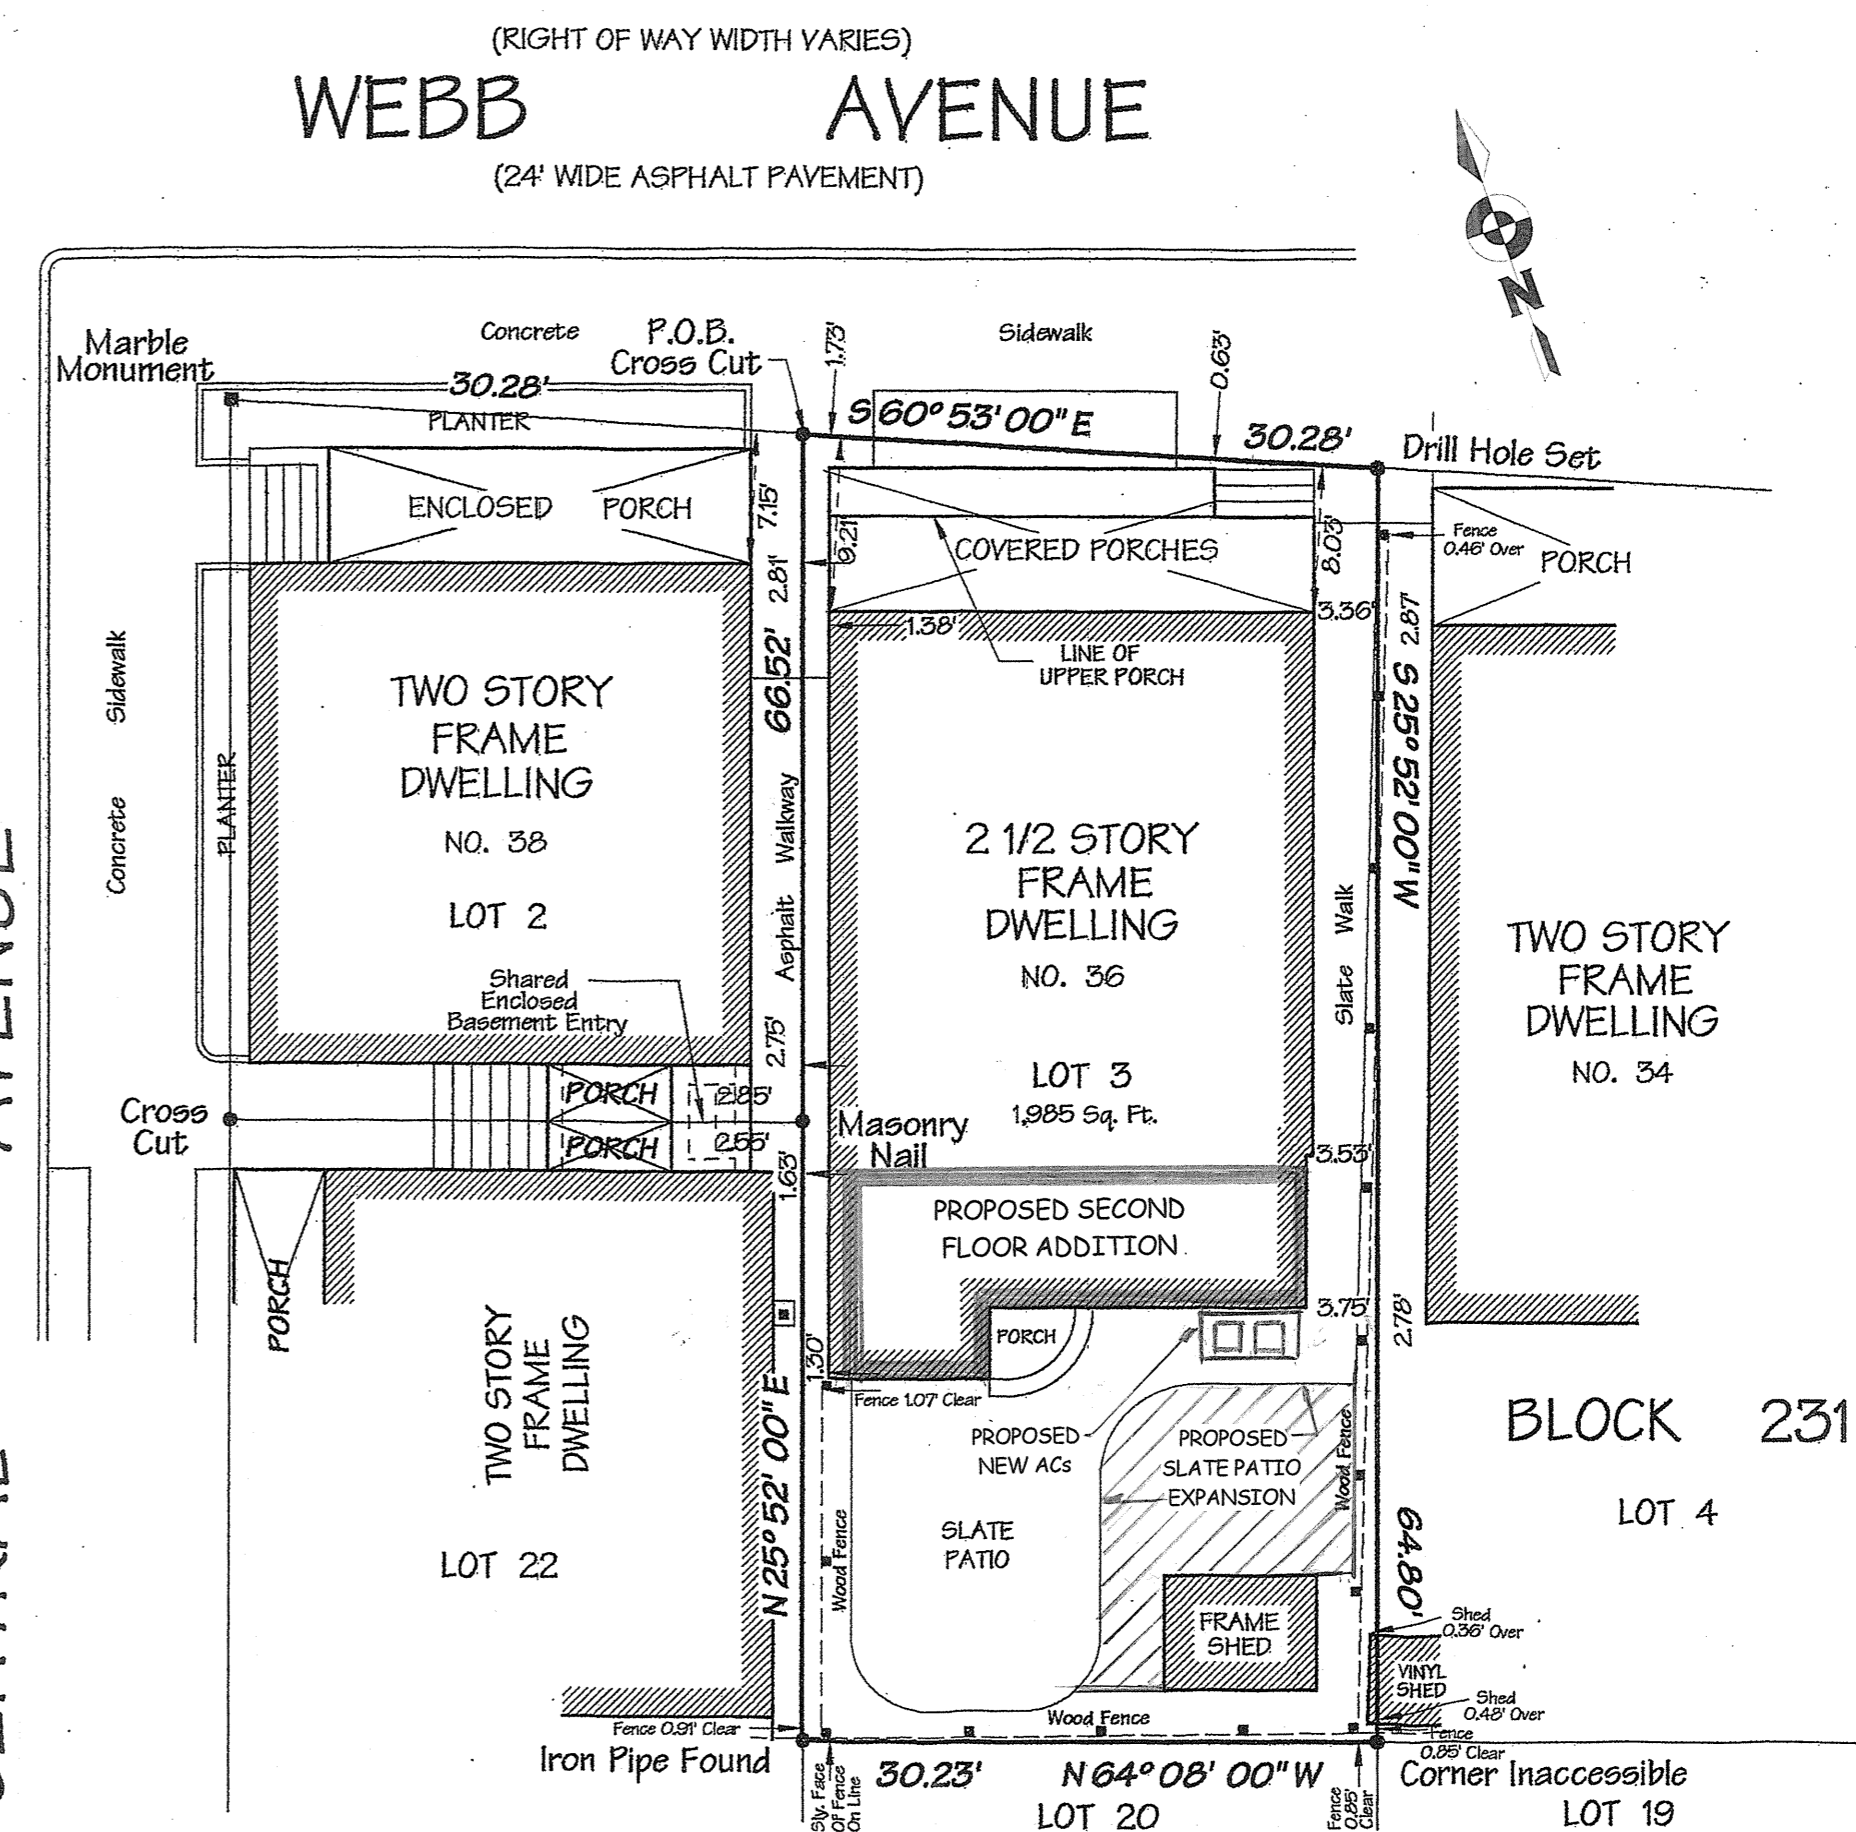 (RIGHT OF WAY WIDTH VARIES)
WEBB AVENUE
(24' WIDE ASPHALT PAVEMENT)
N
Marble
Monument
Concrete
P.O.B.
Cross Cut
1.73'
Sidewalk
0.63'
30.28'
PLANTER
S 60° 53' 00" E
30.28'
Drill Hole Set
ENCLOSED PORCH
7.15'
9.21'
COVERED PORCHES
8.03'
Fence
0.46' Over
PORCH
2.81'
1.38'
3.36'
2.87'
LINE OF
UPPER PORCH
Concrete Sidewalk
PLANTER
TWO STORY
FRAME
DWELLING
NO. 38
LOT 2
66.52'
Asphalt Walkway
2 1/2 STORY
FRAME
DWELLING
NO. 36
LOT 3
1,985 Sq. Ft.
Slate Walk
S 25° 52' 00" W
TWO STORY
FRAME
DWELLING
NO. 34
Shared
Enclosed
Basement Entry
2.75'
PORCH
2.85'
PORCH
2.55'
Cross
Cut
Masonry
Nail
1.63'
3.53'
PROPOSED SECOND
FLOOR ADDITION
PORCH
TWO STORY
FRAME
DWELLING
LOT 22
1.30'
PORCH
3.75'
2.78'
Fence 1.07' Clear
N 25° 52' 00" E
PROPOSED
NEW ACs
PROPOSED
SLATE PATIO
EXPANSION
Wood Fence
BLOCK 231
LOT 4
SLATE
PATIO
Wood Fence
64.80'
FRAME
SHED
Shed
0.36' Over
VINYL
SHED
Shed
0.48' Over
Fence 0.91' Clear
Wood Fence
Fence
0.85' Clear
Iron Pipe Found
Sly. Face
Of Fence
On Line
30.23'
N 64° 08' 00" W
Fence
0.85'
Clear
Corner Inaccessible
LOT 20
LOT 19